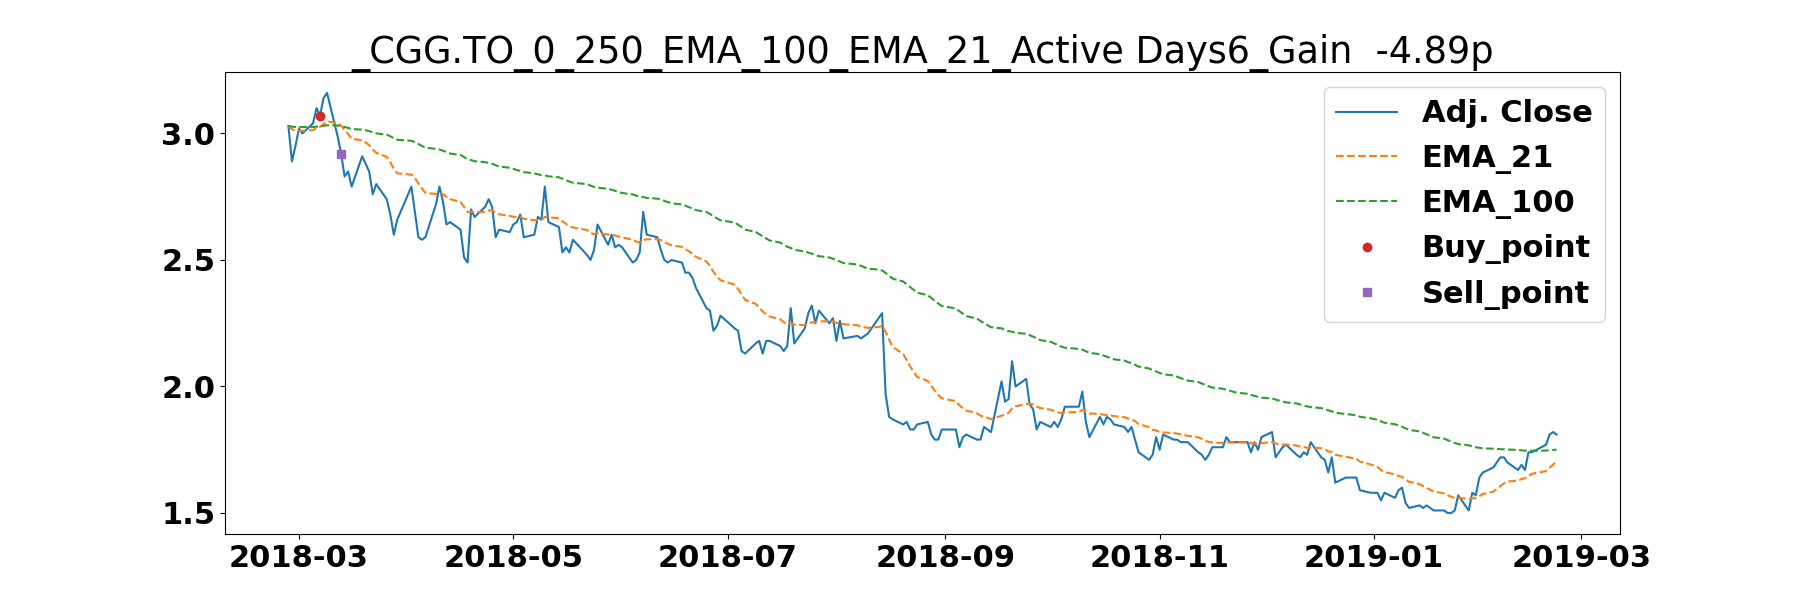 _CGG.TO_0_250_EMA_100_EMA_21_Active Days6_Gain  -4.89p
Adj. Close
EMA_21
EMA_100
Buy_point
Sell_point
3.0
2.5
2.0
1.5
2018-03 2018-05 2018-07 2018-09 2018-11 2019-01 2019-03